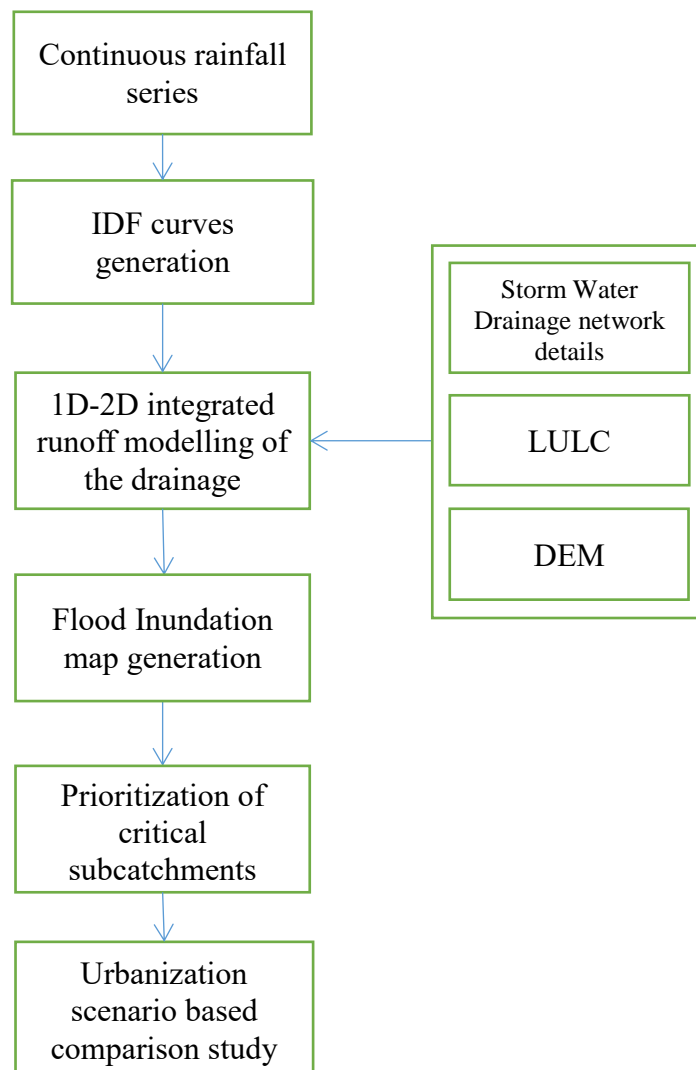 Continuous rainfall
series
IDF curves
generation
1D-2D integrated
runoff modelling of
the drainage
Storm Water
Drainage network
details
LULC
DEM
Flood Inundation
map generation
Prioritization of
critical
subcatchments
Urbanization
scenario based
comparison study